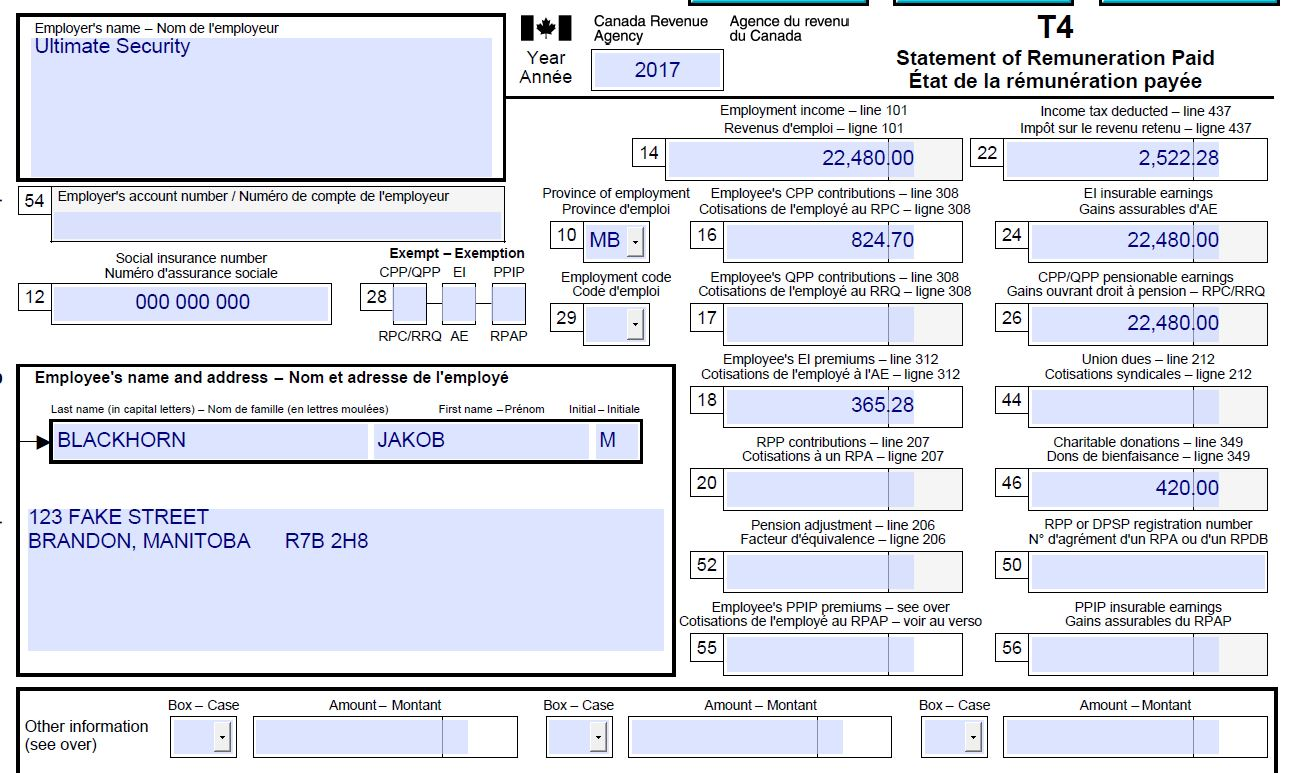 Employer's name – Nom de l'employeur
Ultimate Security
Canada Revenue Agency
Agence du revenu du Canada
Year
Année
2017
T4
Statement of Remuneration Paid
État de la rémunération payée
Employment income – line 101
Revenus d'emploi – ligne 101
14 22,480.00
Income tax deducted – line 437
Impôt sur le revenu retenu – ligne 437
22 2,522.28
54 Employer's account number / Numéro de compte de l'employeur
Province of employment
Province d'emploi
10 MB
Employee's CPP contributions – line 308
Cotisations de l'employé au RPC – ligne 308
16 824.70
EI insurable earnings
Gains assurables d'AE
24 22,480.00
Social insurance number
Numéro d'assurance sociale
12 000 000 000
Exempt – Exemption
CPP/QPP EI PPIP
28
RPC/RRQ AE RPAP
Employment code
Code d'emploi
29
Employee's QPP contributions – line 308
Cotisations de l'employé au RRQ – ligne 308
17
CPP/QPP pensionable earnings
Gains ouvrant droit à pension – RPC/RRQ
26 22,480.00
Employee's EI premiums – line 312
Cotisations de l'employé à l'AE – ligne 312
18 365.28
Union dues – line 212
Cotisations syndicales – ligne 212
44
Employee's name and address – Nom et adresse de l'employé
Last name (in capital letters) – Nom de famille (en lettres moulées) First name – Prénom Initial – Initiale
BLACKHORN JAKOB M
123 FAKE STREET
BRANDON, MANITOBA R7B 2H8
RPP contributions – line 207
Cotisations à un RPA – ligne 207
20
Charitable donations – line 349
Dons de bienfaisance – ligne 349
46 420.00
Pension adjustment – line 206
Facteur d'équivalence – ligne 206
52
RPP or DPSP registration number
N° d'agrément d'un RPA ou d'un RPDB
50
Employee's PPIP premiums – see over
Cotisations de l'employé au RPAP – voir au verso
55
PPIP insurable earnings
Gains assurables du RPAP
56
Other information
(see over)
Box – Case Amount – Montant Box – Case Amount – Montant Box – Case Amount – Montant